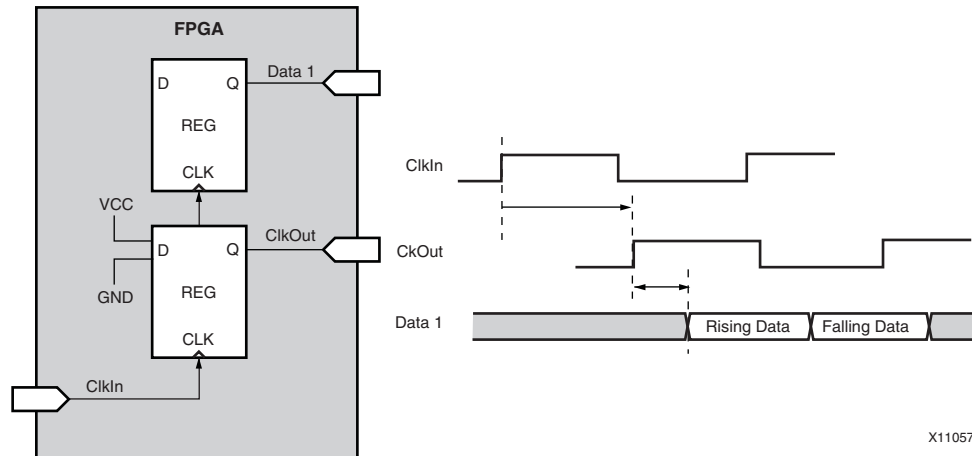 FPGA
D Q Data 1
REG
CLK
VCC
D Q ClkOut
GND
REG
CLK
ClkIn
ClkIn
CkOut
Data 1 Rising Data Falling Data
X11057